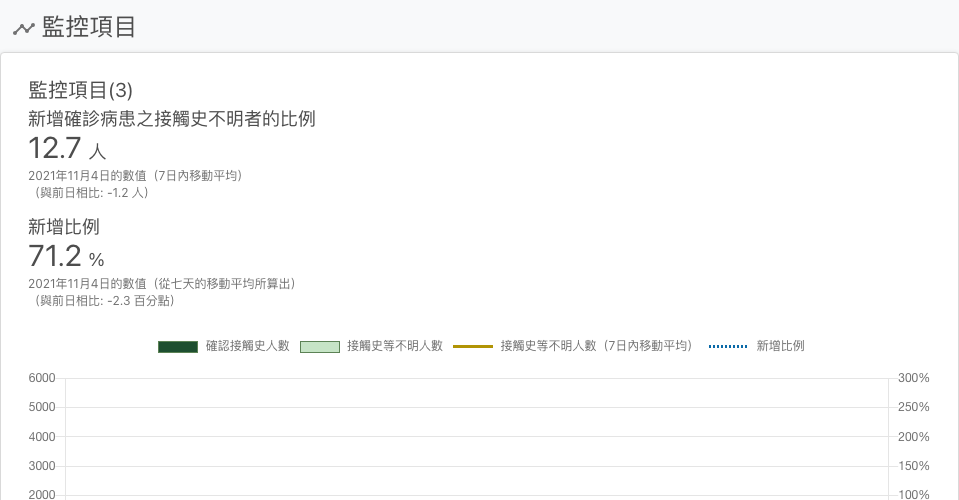 監控項目
監控項目(3)
新增確診病患之接觸史不明者的比例
12.7 人
2021年11月4日的數值（7日內移動平均）
（與前日相比: -1.2 人）
新增比例
71.2 %
2021年11月4日的數值（從七天的移動平均所算出）
（與前日相比: -2.3 百分點）
確認接觸史人數 接觸史等不明人數 接觸史等不明人數（7日內移動平均） 新增比例
6000 300%
5000 250%
4000 200%
3000 150%
2000 100%